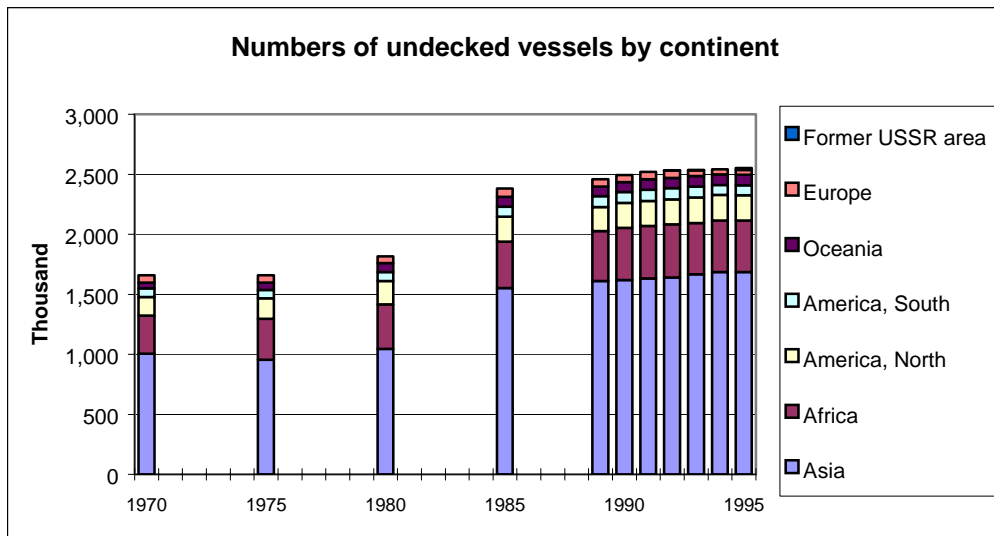 Numbers of undecked vessels by continent
3,000
2,500
2,000
1,500
1,000
500
0
Thousand
1970
1975
1980
1985
1990
1995
Former USSR area
Europe
Oceania
America, South
America, North
Africa
Asia